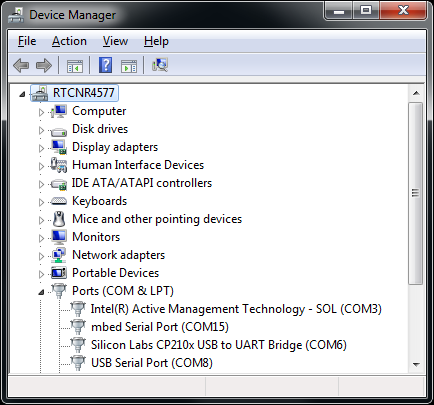 Device Manager
File Action View Help
RTCNR4577
Computer
Disk drives
Display adapters
Human Interface Devices
IDE ATA/ATAPI controllers
Keyboards
Mice and other pointing devices
Monitors
Network adapters
Portable Devices
Ports (COM & LPT)
Intel(R) Active Management Technology - SOL (COM3)
mbed Serial Port (COM15)
Silicon Labs CP210x USB to UART Bridge (COM6)
USB Serial Port (COM8)